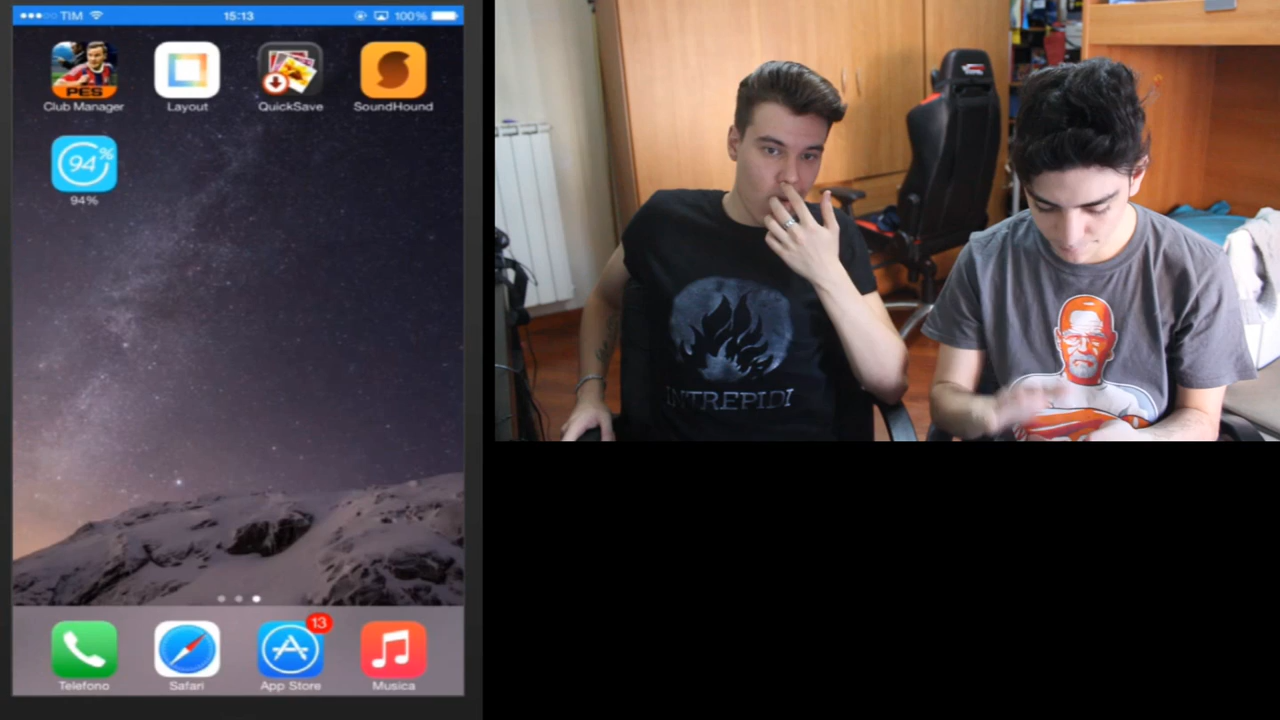 TIM 15:13 100%
PES
Club Manager Layout QuickSave SoundHound
94%
94%
13
Telefono Safari App Store Musica
INTREPIDI